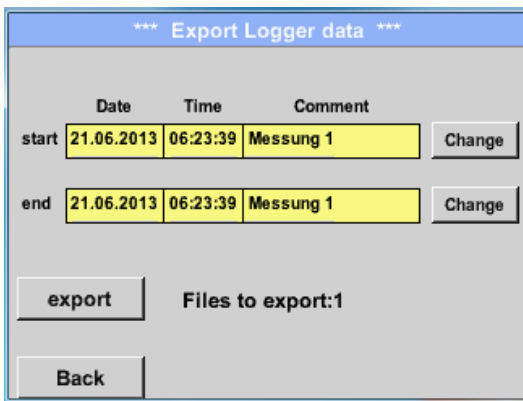 *** Export Logger data ***
Date Time Comment
start 21.06.2013 06:23:39 Messung 1 Change
end 21.06.2013 06:23:39 Messung 1 Change
export Files to export:1
Back